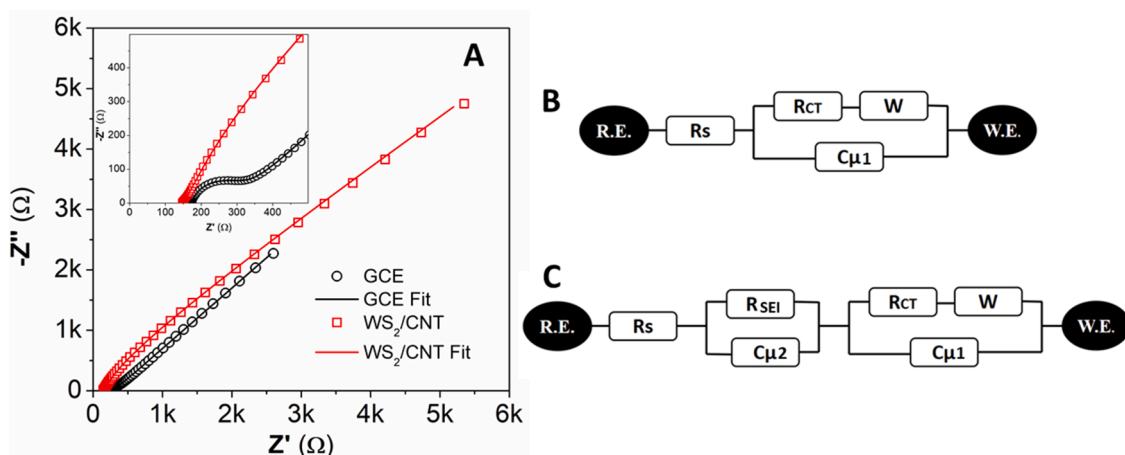 A
6k
5k
4k
3k
2k
1k
0
-Z'' (Ω)
0 1k 2k 3k 4k 5k 6k
Z' (Ω)
400
300
200
100
0
-Z'' (Ω)
0 100 200 300 400
Z' (Ω)
GCE
GCE Fit
WS₂/CNT
WS₂/CNT Fit
B
R.E. Rs RCT W Cμ1 W.E.
C
R.E. Rs RSEI Cμ2 RCT W Cμ1 W.E.